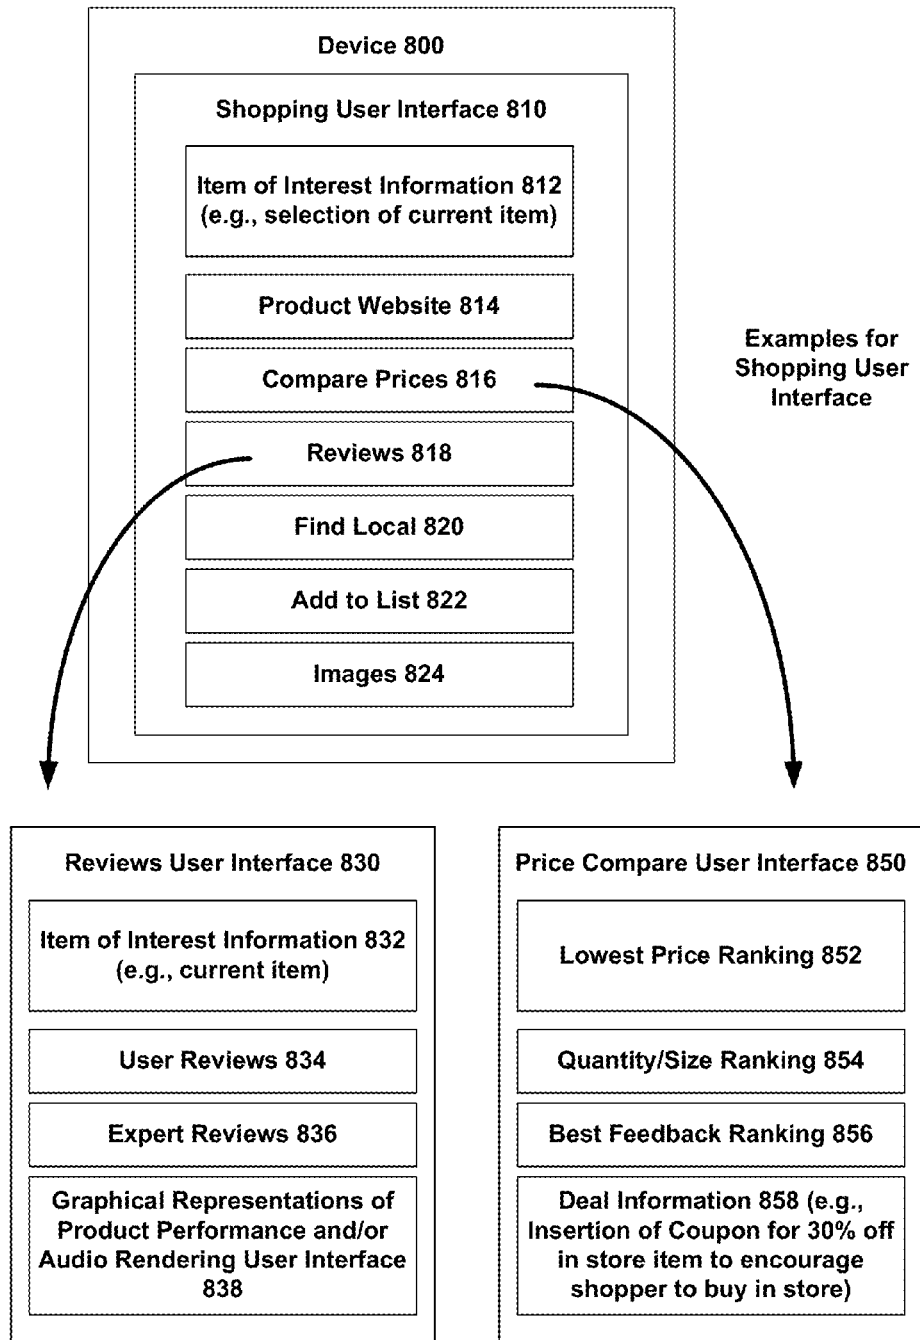 Device 800
Shopping User Interface 810
Item of Interest Information 812
(e.g., selection of current item)
Product Website 814
Compare Prices 816
Reviews 818
Find Local 820
Add to List 822
Images 824
Examples for
Shopping User
Interface
Reviews User Interface 830
Item of Interest Information 832
(e.g., current item)
User Reviews 834
Expert Reviews 836
Graphical Representations of
Product Performance and/or
Audio Rendering User Interface
838
Price Compare User Interface 850
Lowest Price Ranking 852
Quantity/Size Ranking 854
Best Feedback Ranking 856
Deal Information 858 (e.g.,
Insertion of Coupon for 30% off
in store item to encourage
shopper to buy in store)